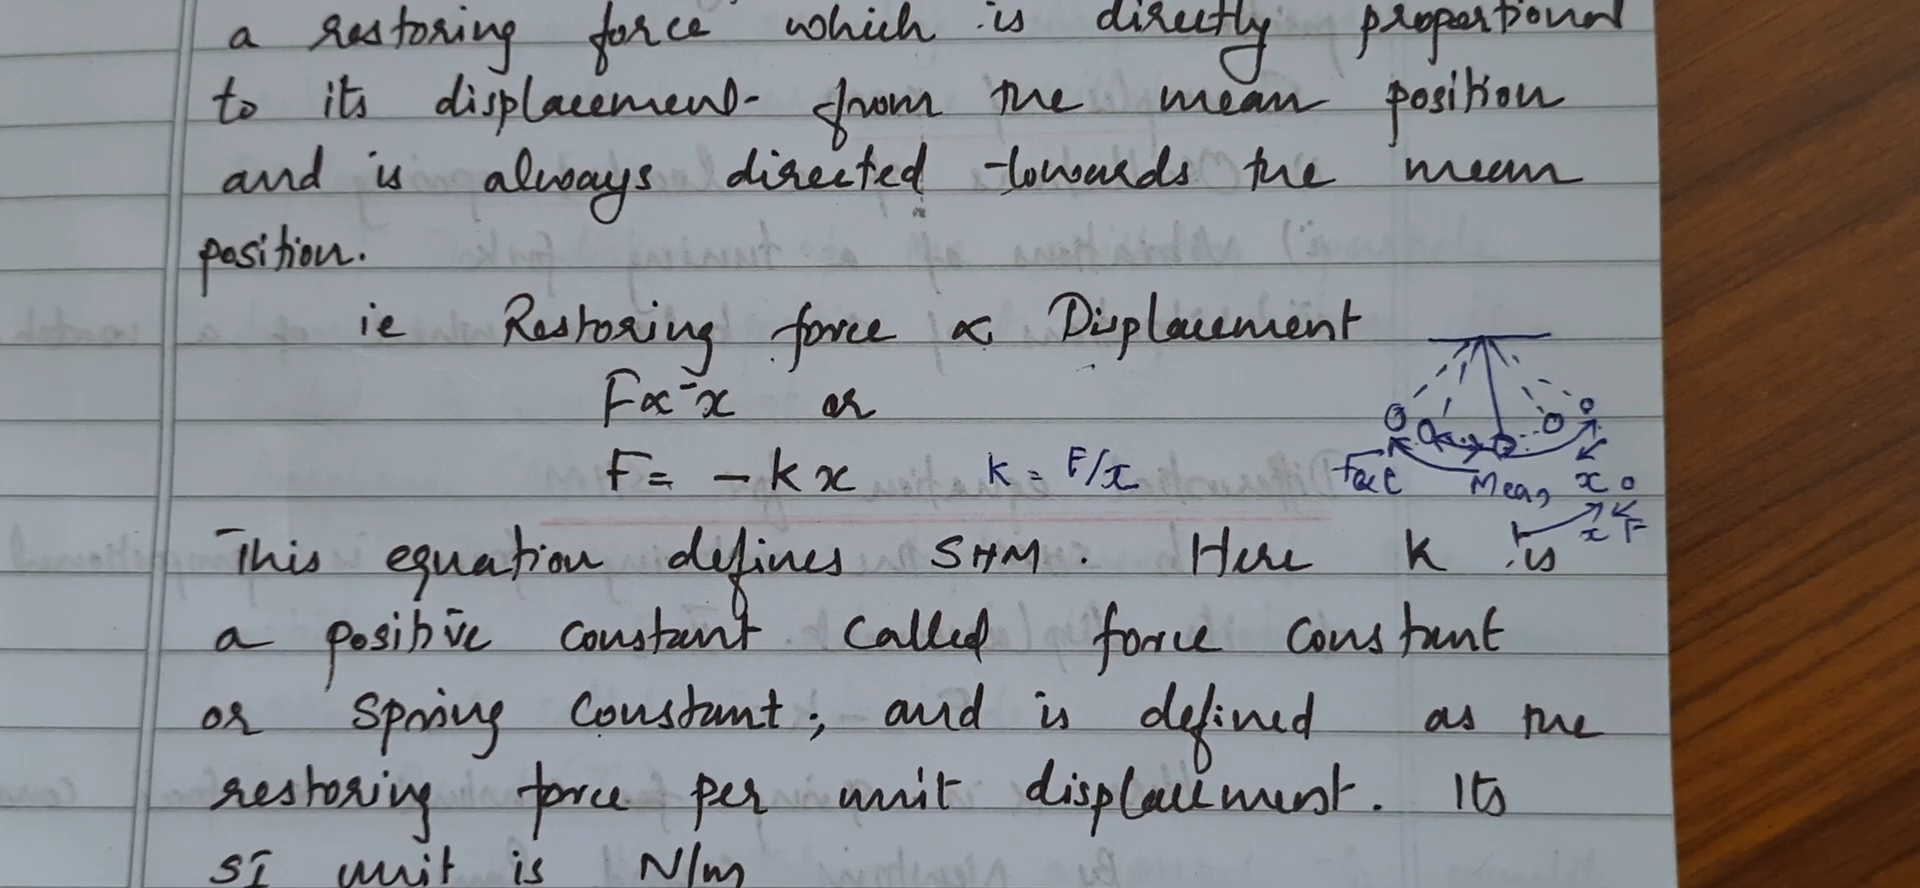 a restoring force which is directly proportional
to its displacement from the mean position
and is always directed towards the mean
position.
ie Restoring force ∝ Displacement
F ∝ -x or
F = - k x k = F/x
Mean x
x F
This equation defines SHM. Here k is
a positive constant called force constant
or spring constant, and is defined as the
restoring force per unit displacement. Its
SI unit is N/m